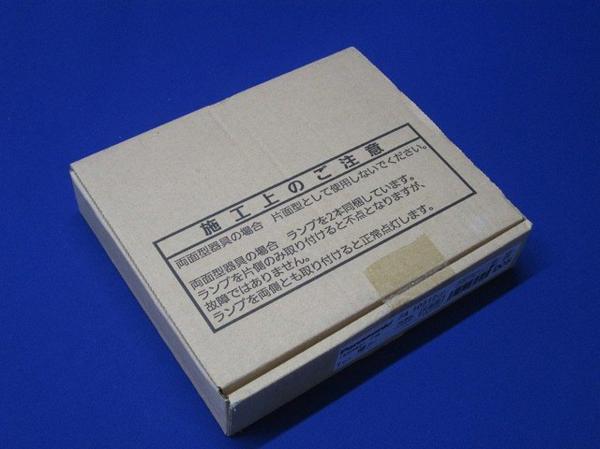 施工上のご注意
両面型器具の場合 片面型として使用しないでください。
両面型器具の場合 ランプを2本同梱しています。
ランプを片側のみ取り付けると不点となりますが、
故障ではありません。
ランプを両側とも取り付けると正常点灯します。
Panasonic